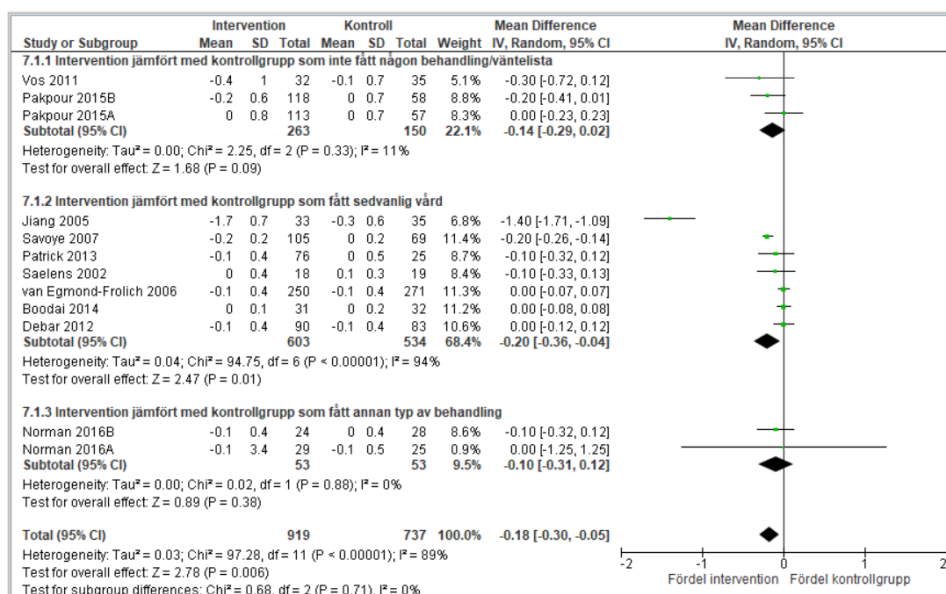 Intervention Kontroll Mean Difference Mean Difference
Study or Subgroup Mean SD Total Mean SD Total Weight IV, Random, 95% CI IV, Random, 95% CI
7.1.1 Intervention jämfört med kontrollgrupp som inte fått någon behandling/väntelista
Vos 2011 -0.4 1 32 -0.1 0.7 35 5.1% -0.30 [-0.72, 0.12]
Pakpour 2015B -0.2 0.6 118 0 0.7 58 8.8% -0.20 [-0.41, 0.01]
Pakpour 2015A 0 0.8 113 0 0.7 57 8.3% 0.00 [-0.23, 0.23]
Subtotal (95% CI) 263 150 22.1% -0.14 [-0.29, 0.02]
Heterogeneity: Tau² = 0.00; Chi² = 2.25, df = 2 (P = 0.33); I² = 11%
Test for overall effect: Z = 1.68 (P = 0.09)
7.1.2 Intervention jämfört med kontrollgrupp som fått sedvanlig vård
Jiang 2005 -1.7 0.7 33 -0.3 0.6 35 6.8% -1.40 [-1.71, -1.09]
Savoye 2007 -0.2 0.2 105 0 0.2 69 11.4% -0.20 [-0.26, -0.14]
Patrick 2013 -0.1 0.4 76 0 0.5 25 8.7% -0.10 [-0.32, 0.12]
Saelens 2002 0 0.4 18 0.1 0.3 19 8.4% -0.10 [-0.33, 0.13]
van Egmond-Frolich 2006 -0.1 0.4 250 -0.1 0.4 271 11.3% 0.00 [-0.07, 0.07]
Boodai 2014 0 0.1 31 0 0.2 32 11.2% 0.00 [-0.08, 0.08]
Debar 2012 -0.1 0.4 90 -0.1 0.4 83 10.6% 0.00 [-0.12, 0.12]
Subtotal (95% CI) 603 534 68.4% -0.20 [-0.36, -0.04]
Heterogeneity: Tau² = 0.04; Chi² = 94.75, df = 6 (P < 0.00001); I² = 94%
Test for overall effect: Z = 2.47 (P = 0.01)
7.1.3 Intervention jämfört med kontrollgrupp som fått annan typ av behandling
Norman 2016B -0.1 0.4 24 0 0.4 28 8.6% -0.10 [-0.32, 0.12]
Norman 2016A -0.1 3.4 29 -0.1 0.5 25 0.9% 0.00 [-1.25, 1.25]
Subtotal (95% CI) 53 53 9.5% -0.10 [-0.31, 0.12]
Heterogeneity: Tau² = 0.00; Chi² = 0.02, df = 1 (P = 0.88); I² = 0%
Test for overall effect: Z = 0.89 (P = 0.38)
Total (95% CI) 919 737 100.0% -0.18 [-0.30, -0.05]
Heterogeneity: Tau² = 0.03; Chi² = 97.28, df = 11 (P < 0.00001); I² = 89%
Test for overall effect: Z = 2.78 (P = 0.006)
Test for subgroup differences: Chi² = 0.68, df = 2 (P = 0.71), I² = 0%
-2 -1 0 1 2
Fördel intervention Fördel kontrollgrupp